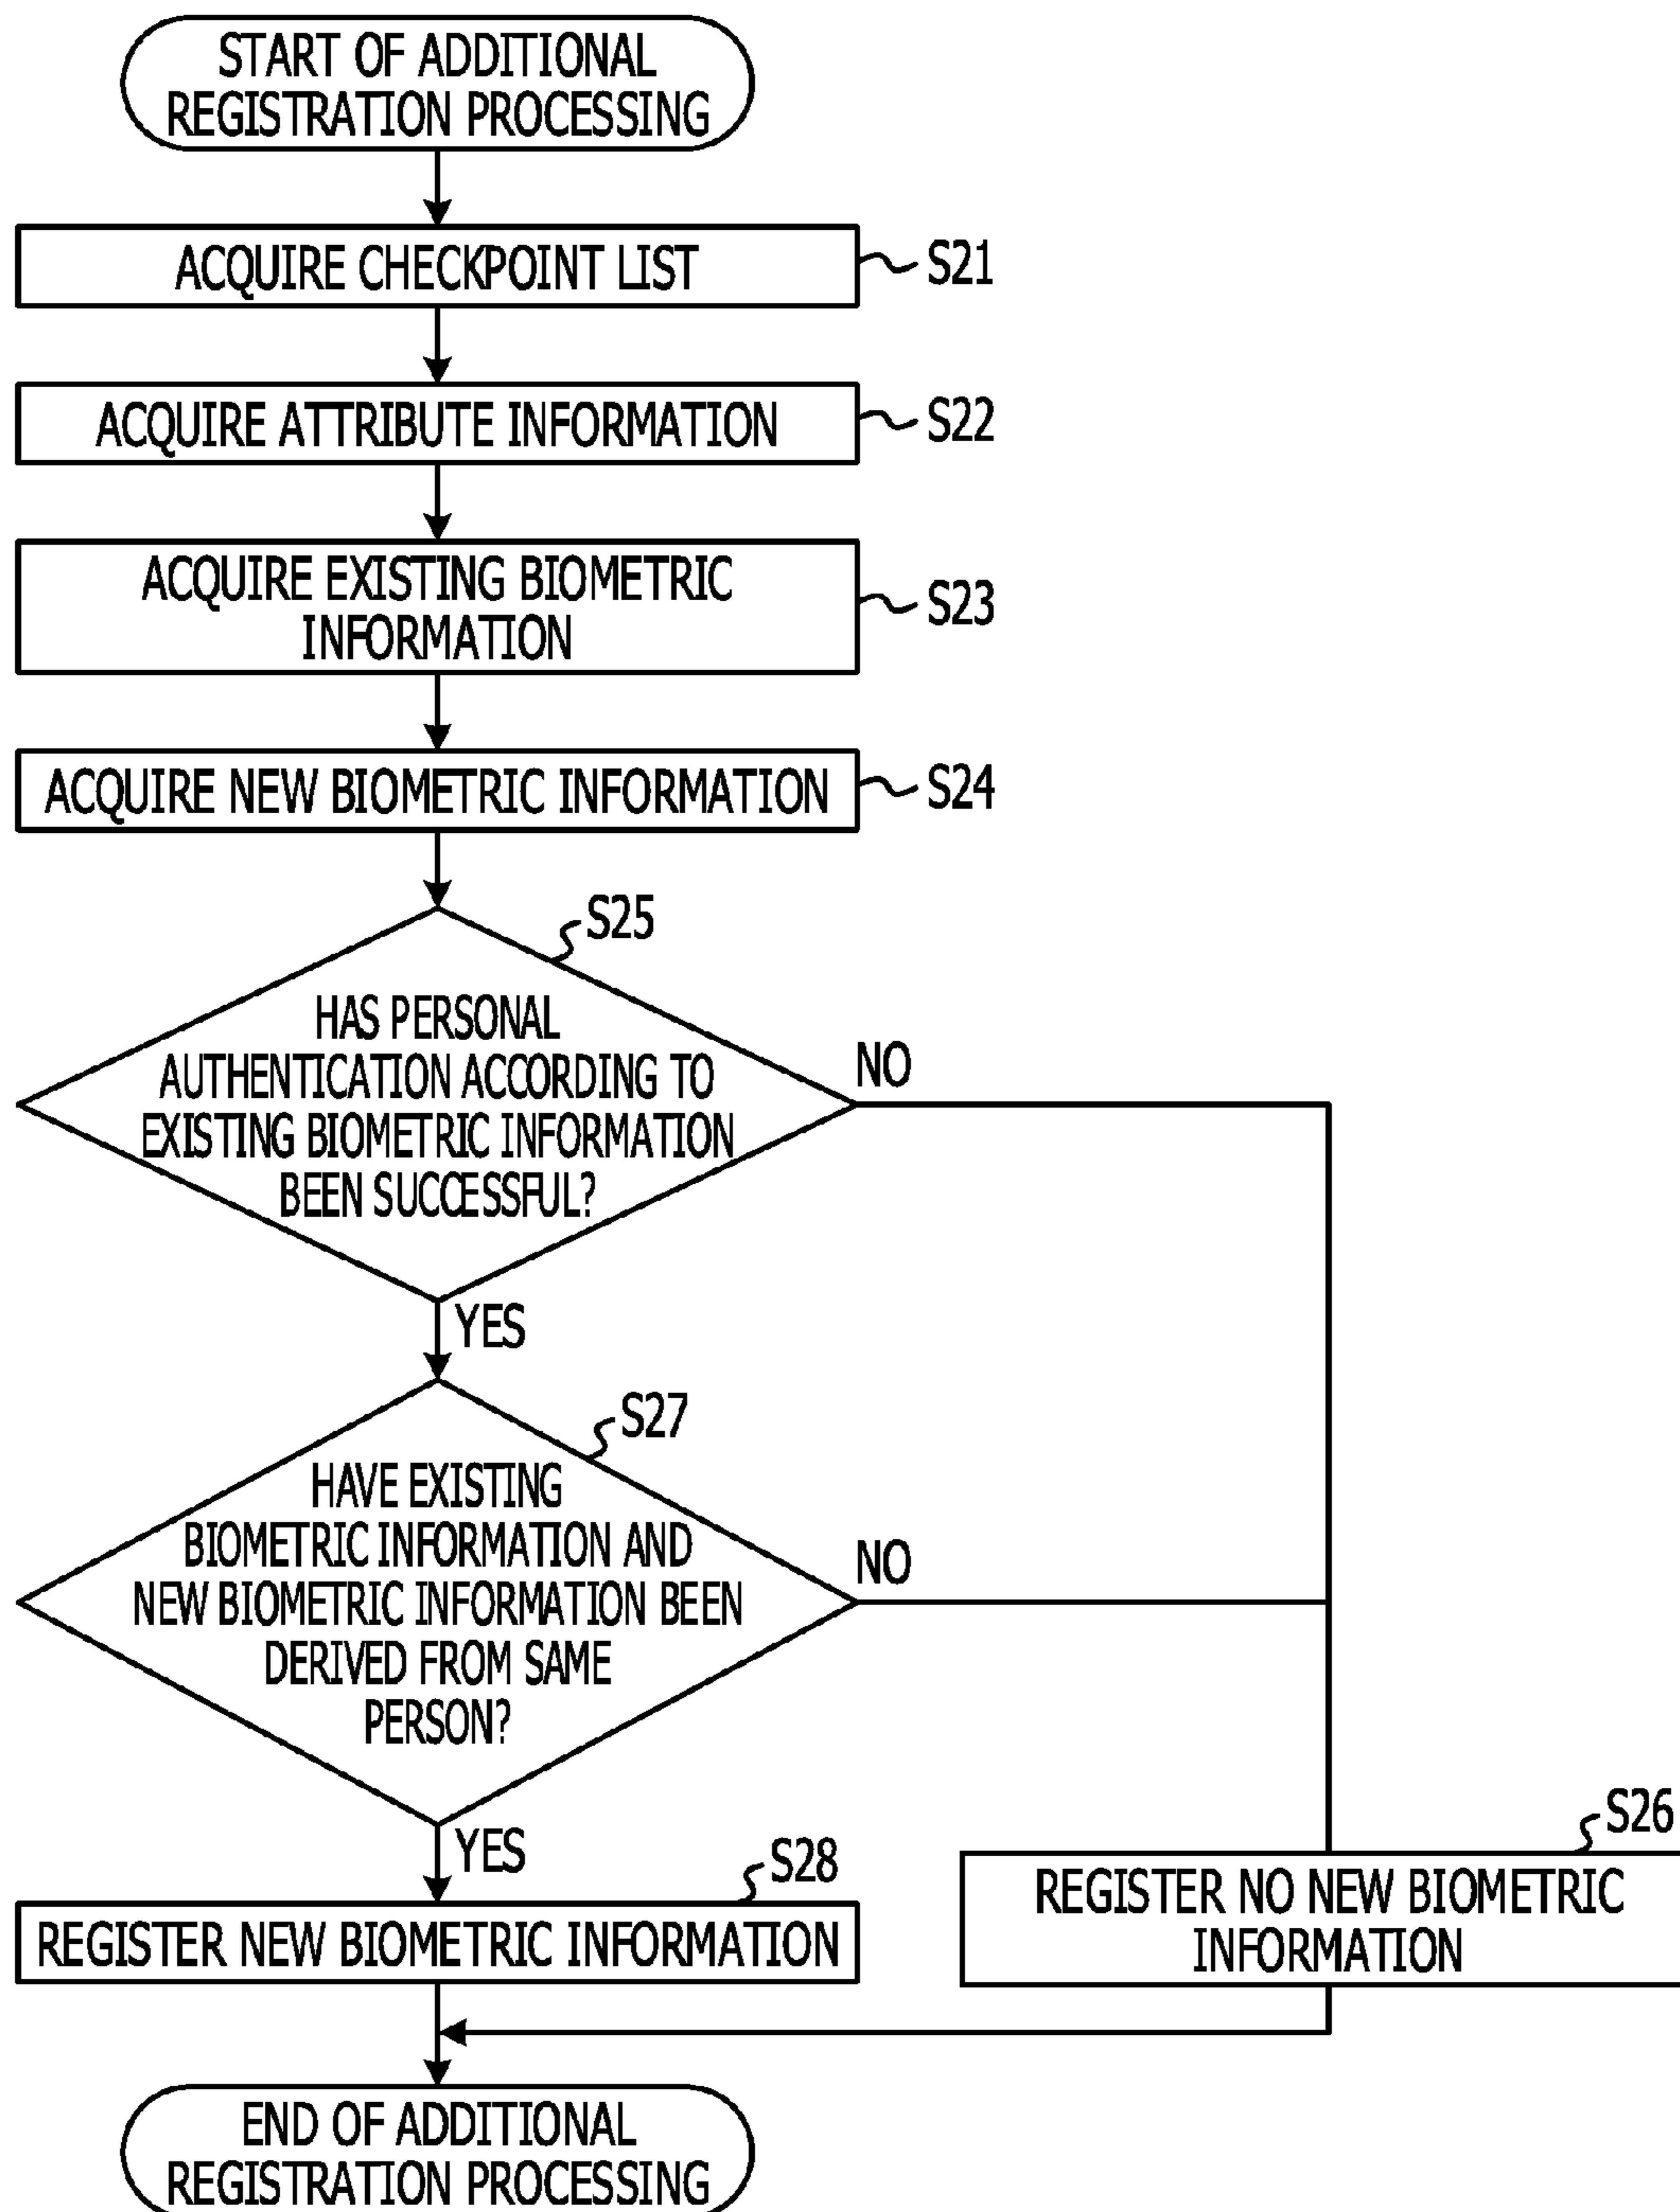 START OF ADDITIONAL
REGISTRATION PROCESSING
ACQUIRE CHECKPOINT LIST
S21
ACQUIRE ATTRIBUTE INFORMATION
S22
ACQUIRE EXISTING BIOMETRIC
INFORMATION
S23
ACQUIRE NEW BIOMETRIC INFORMATION
S24
S25
HAS PERSONAL
AUTHENTICATION ACCORDING TO
EXISTING BIOMETRIC INFORMATION
BEEN SUCCESSFUL?
NO
YES
S27
HAVE EXISTING
BIOMETRIC INFORMATION AND
NEW BIOMETRIC INFORMATION BEEN
DERIVED FROM SAME
PERSON?
NO
YES
S28
REGISTER NEW BIOMETRIC INFORMATION
S26
REGISTER NO NEW BIOMETRIC
INFORMATION
END OF ADDITIONAL
REGISTRATION PROCESSING